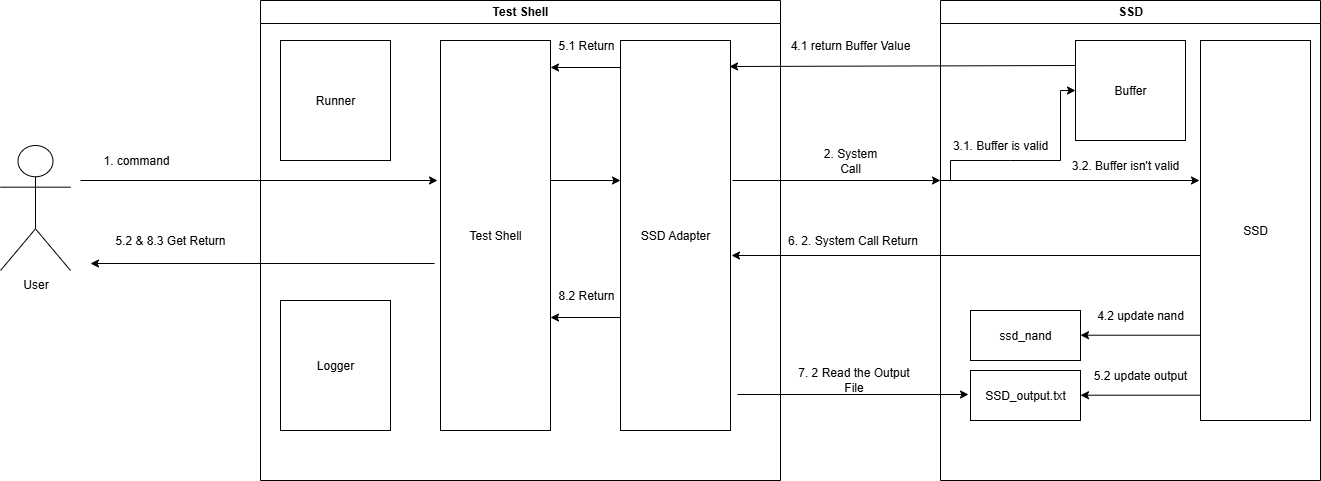 Test Shell
SSD
5.1 Return
4.1 return Buffer Value
Runner
Buffer
1. command
2. System
Call
3.1. Buffer is valid
3.2. Buffer isn't valid
5.2 & 8.3 Get Return
Test Shell
SSD Adapter
6. 2. System Call Return
SSD
User
8.2 Return
4.2 update nand
ssd_nand
Logger
7. 2 Read the Output
File
5.2 update output
SSD_output.txt